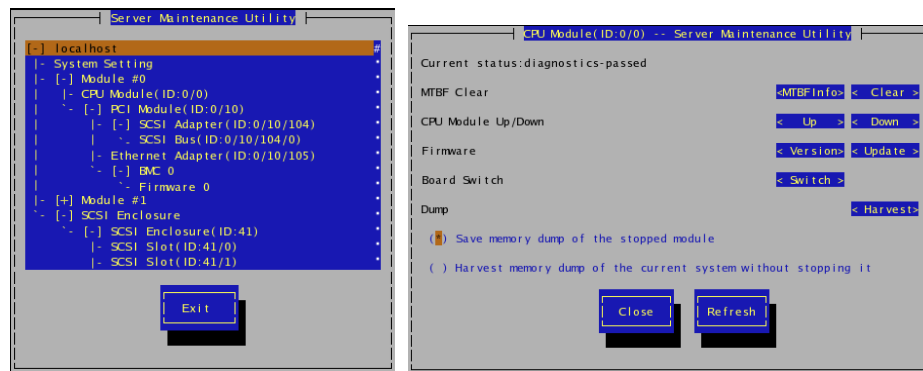 Server Maintenance Utility
[-] localhost #
|- System Setting
|- [-] Module #0
| |- CPU Module(ID:0/0)
| `- [-] PCI Module(ID:0/10)
| |- [-] SCSI Adapter(ID:0/10/104)
| | `- SCSI Bus(ID:0/10/104/0)
| |- Ethernet Adapter(ID:0/10/105)
| `- [-] BMC 0
| `- Firmware 0
|- [+] Module #1
`- [-] SCSI Enclosure
`- [-] SCSI Enclosure(ID:41)
|- SCSI Slot(ID:41/0)
|- SCSI Slot(ID:41/1)
Exit
CPU Module(ID:0/0) -- Server Maintenance Utility
Current status:diagnostics-passed
MTBF Clear <MTBFInfo> < Clear >
CPU Module Up/Down < Up > < Down >
Firmware < Version> < Update >
Board Switch < Switch >
Dump < Harvest>
(*) Save memory dump of the stopped module
( ) Harvest memory dump of the current system without stopping it
Close Refresh